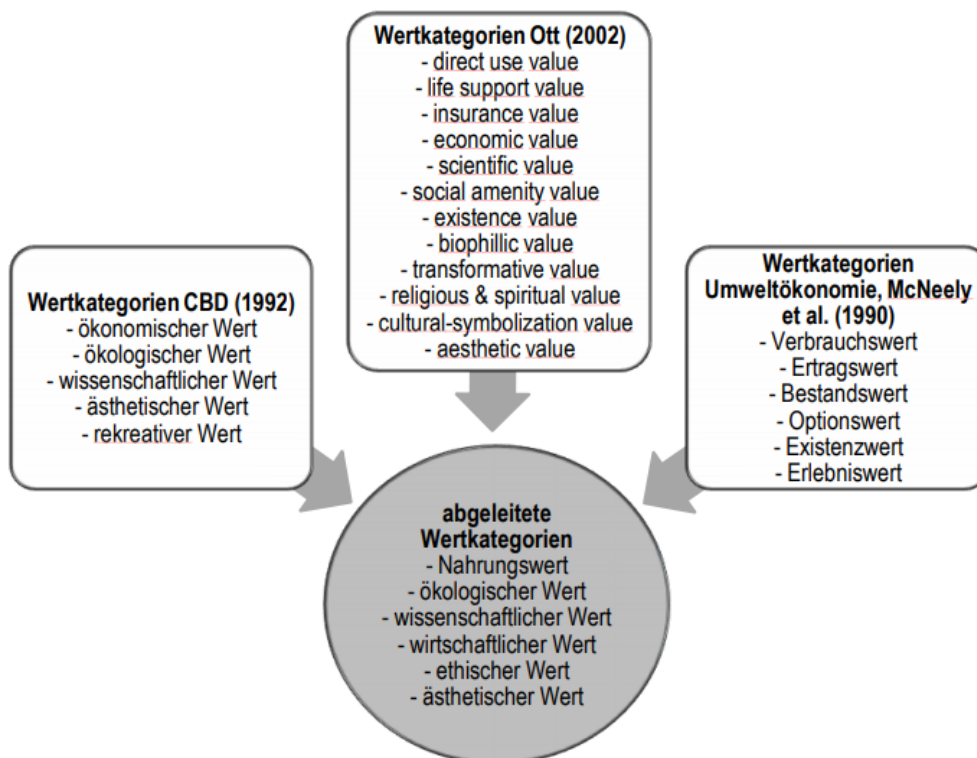 Wertkategorien Ott (2002)
- direct use value
- life support value
- insurance value
- economic value
- scientific value
- social amenity value
- existence value
- biophillic value
- transformative value
- religious & spiritual value
- cultural-symbolization value
- aesthetic value
Wertkategorien CBD (1992)
- ökonomischer Wert
- ökologischer Wert
- wissenschaftlicher Wert
- ästhetischer Wert
- rekreativer Wert
Wertkategorien
Umweltökonomie, McNeely
et al. (1990)
- Verbrauchswert
- Ertragswert
- Bestandswert
- Optionswert
- Existenzwert
- Erlebniswert
abgeleitete
Wertkategorien
- Nahrungswert
- ökologischer Wert
- wissenschaftlicher Wert
- wirtschaftlicher Wert
- ethischer Wert
- ästhetischer Wert